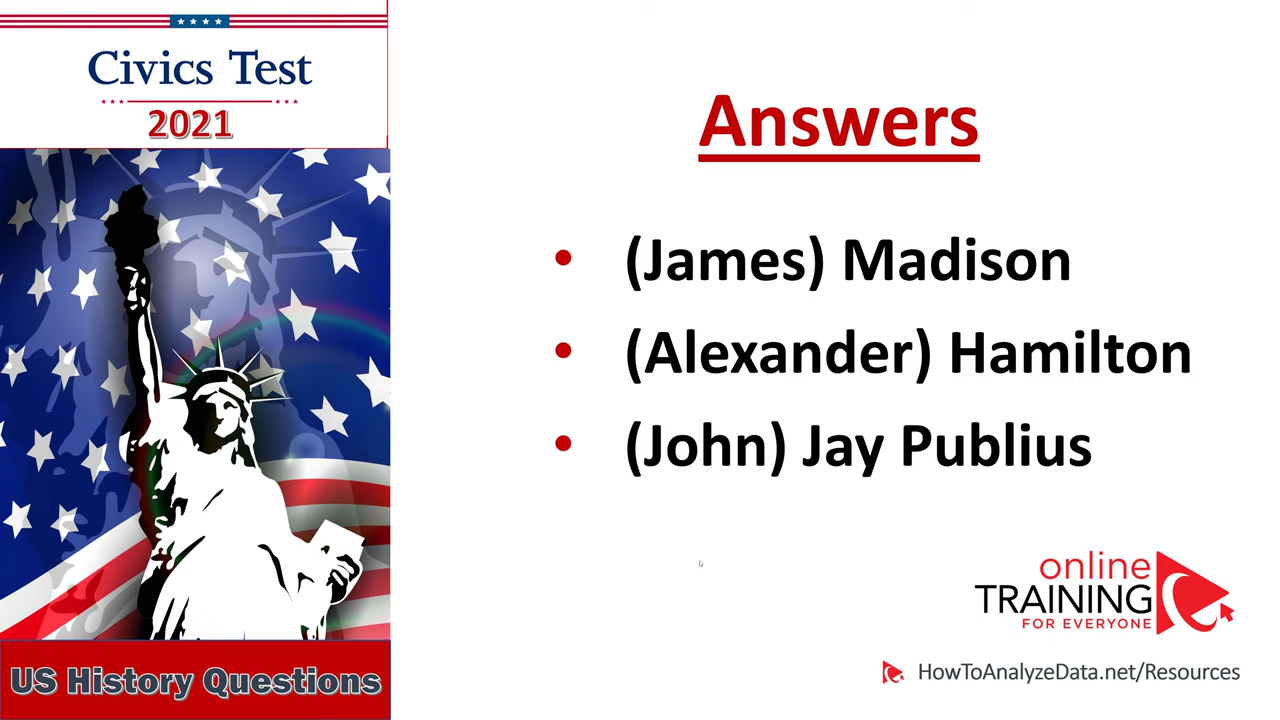 Civics Test
2021
US History Questions
Answers
• (James) Madison
• (Alexander) Hamilton
• (John) Jay Publius
online
TRAINING
FOR EVERYONE
HowToAnalyzeData.net/Resources